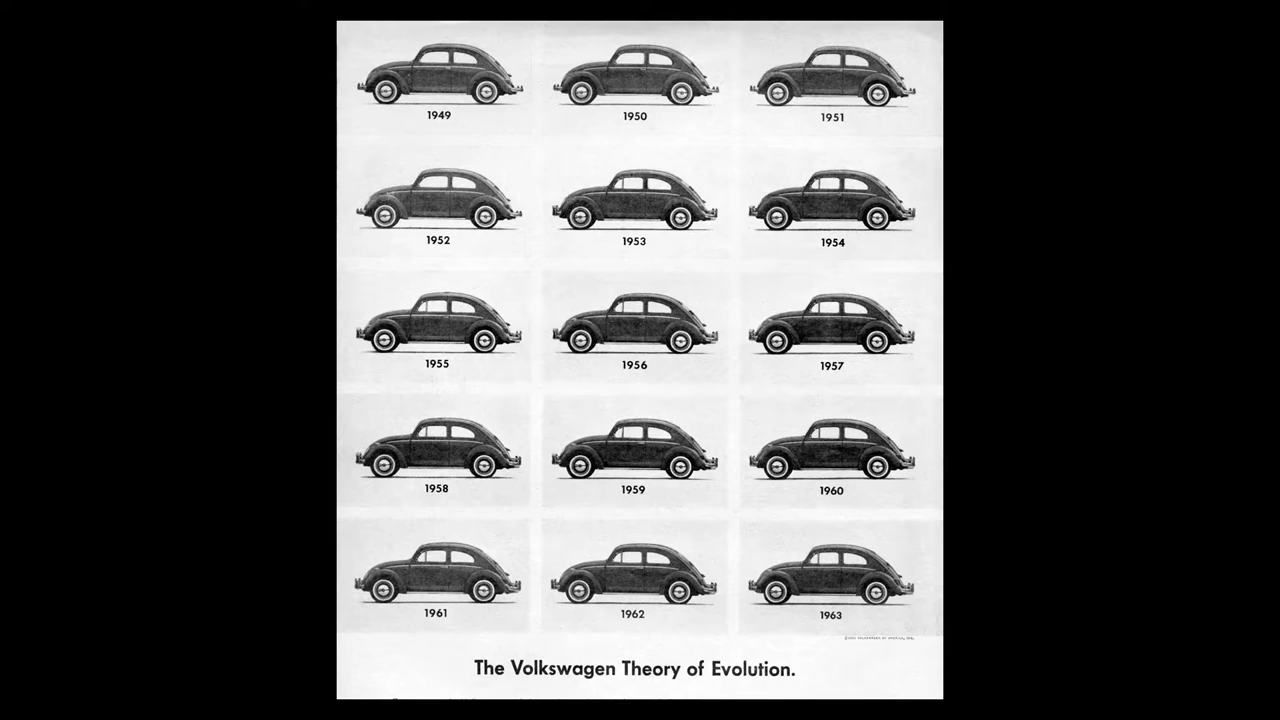 1949 1950 1951
1952 1953 1954
1955 1956 1957
1958 1959 1960
1961 1962 1963
The Volkswagen Theory of Evolution.